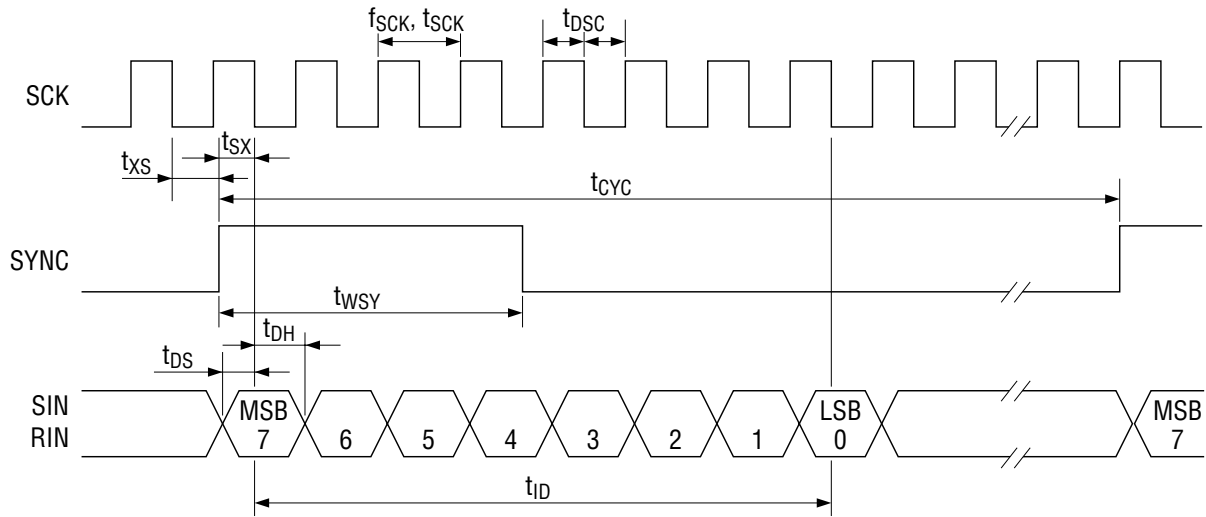 fSCK, tSCK
tDSC
SCK
tSX
tXS
tCYC
SYNC
tWSY
tDH
tDS
SIN
RIN
MSB
7
6
5
4
3
2
1
LSB
0
MSB
7
tID